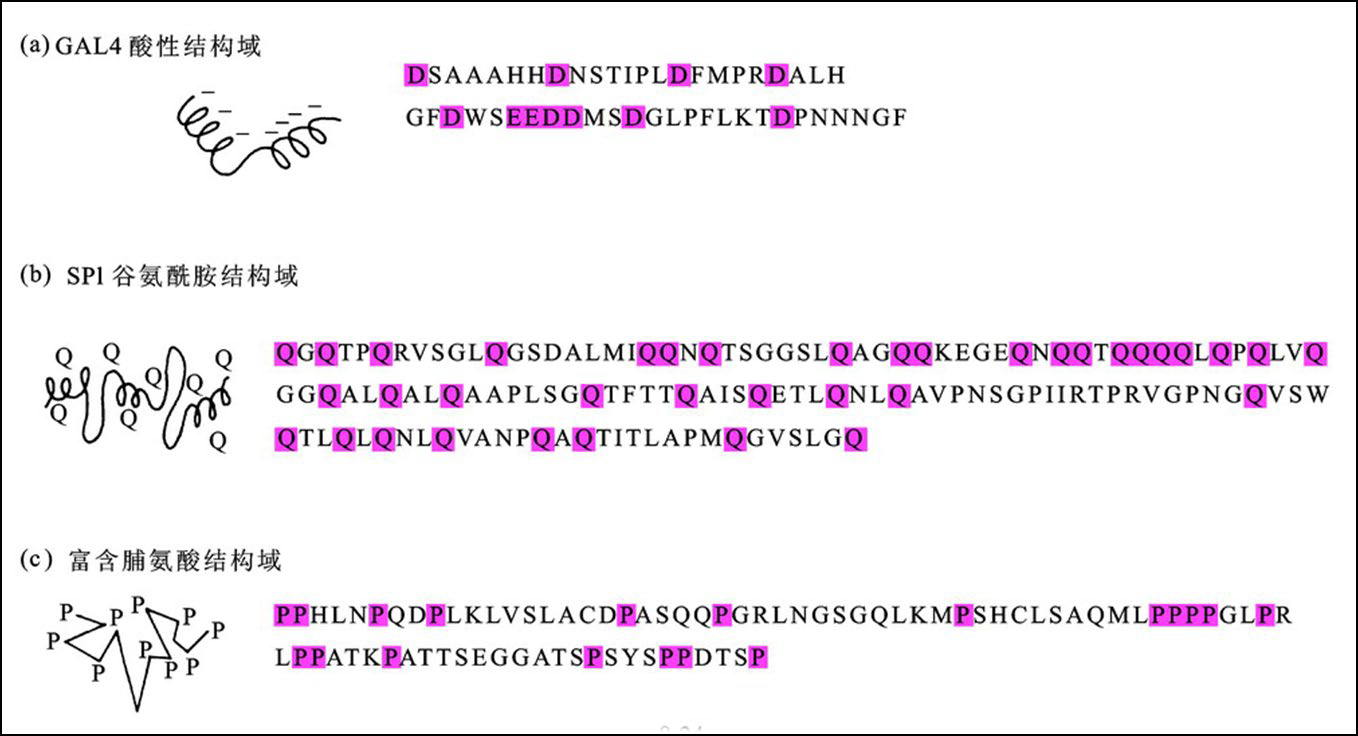 (a) GAL4 酸性结构域
DSAAAHHDNSTIPLDFMPRDALH
GFDWSEEDDMSDGLPFLKTDPNNNGF
(b) SPl 谷氨酰胺结构域
Q Q Q
Q Q
Q Q
Q
QGQTPQRVSGLQGSDALMIQQNQTSGGSLQAGQQKEGEQNQQTQQQQLQPQLVQ
GGQALQALQAAPLSGQTFTTQAISQETLQNLQAVPNSGPIIRTPRVGPNGQVSW
QTLQLQNLQVANPQAQTITLAPMQGVSLGQ
(c) 富含脯氨酸结构域
P P P P
P P
P P
P P
PPHLNPQDPLKLVSLACDPASQQPGRLNGSGQLKMPSHCLSAQMLPPPPGLPR
LPPATKPATTSEGGATSPSYSPPDTSP